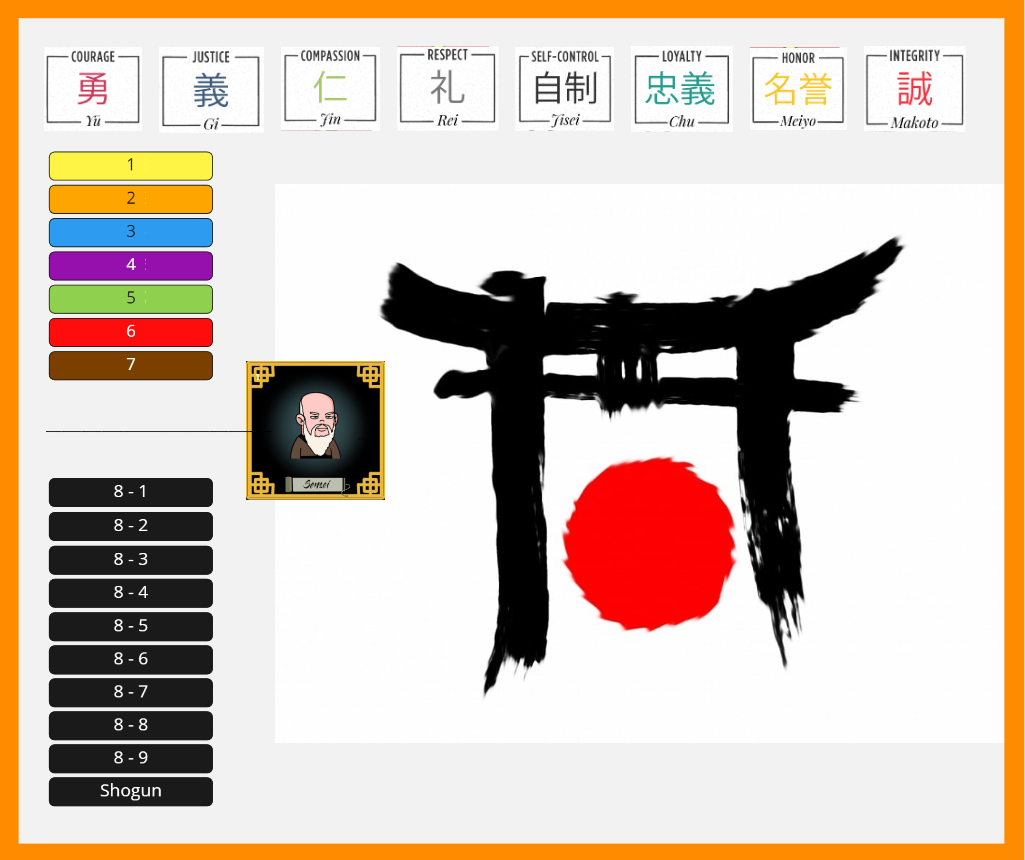 COURAGE
勇
Yu
JUSTICE
義
Gi
COMPASSION
仁
Jin
RESPECT
礼
Rei
SELF-CONTROL
自制
Jisei
LOYALTY
忠義
Chu
HONOR
名誉
Meiyo
INTEGRITY
誠
Makoto
1
2
3
4
5
6
7
Sensei
8 - 1
8 - 2
8 - 3
8 - 4
8 - 5
8 - 6
8 - 7
8 - 8
8 - 9
Shogun